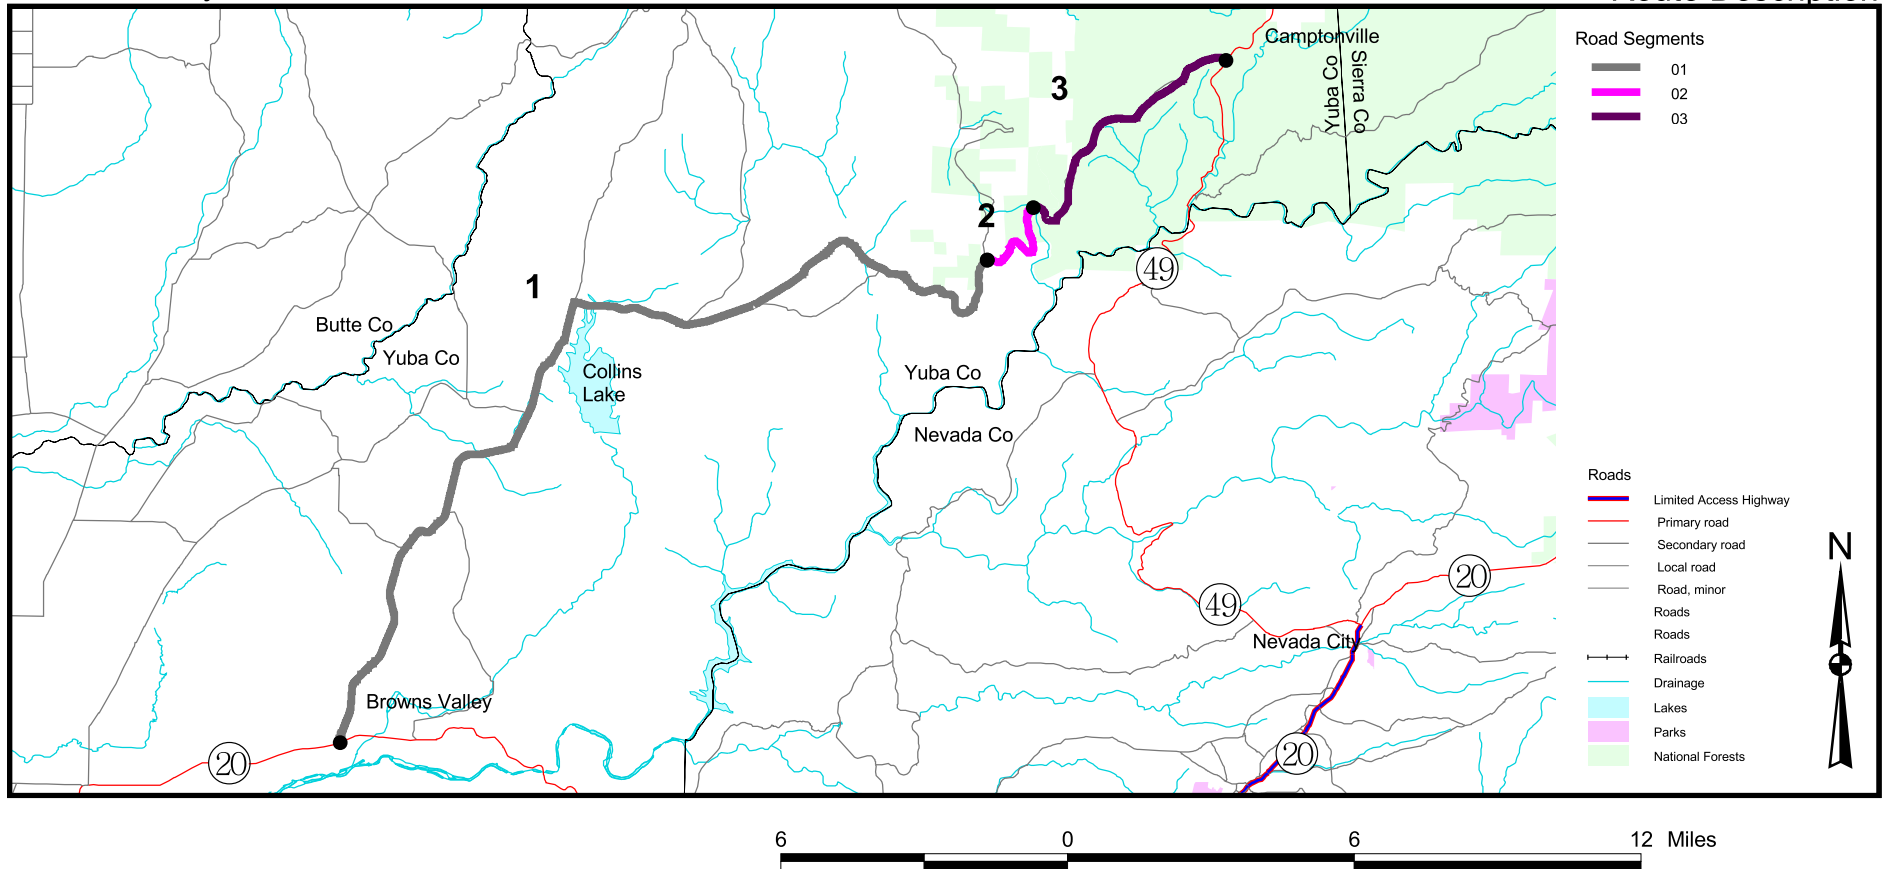 Camptonville
Yuba Co
Sierra Co
3
2
1
49
Butte Co
Yuba Co
Collins
Lake
Yuba Co
Nevada Co
20
49
Nevada City
Browns Valley
20
20
Road Segments
01
02
03
Roads
Limited Access Highway
Primary road
Secondary road
Local road
Road, minor
Roads
Roads
Railroads
Drainage
Lakes
Parks
National Forests
N
6 0 6 12 Miles